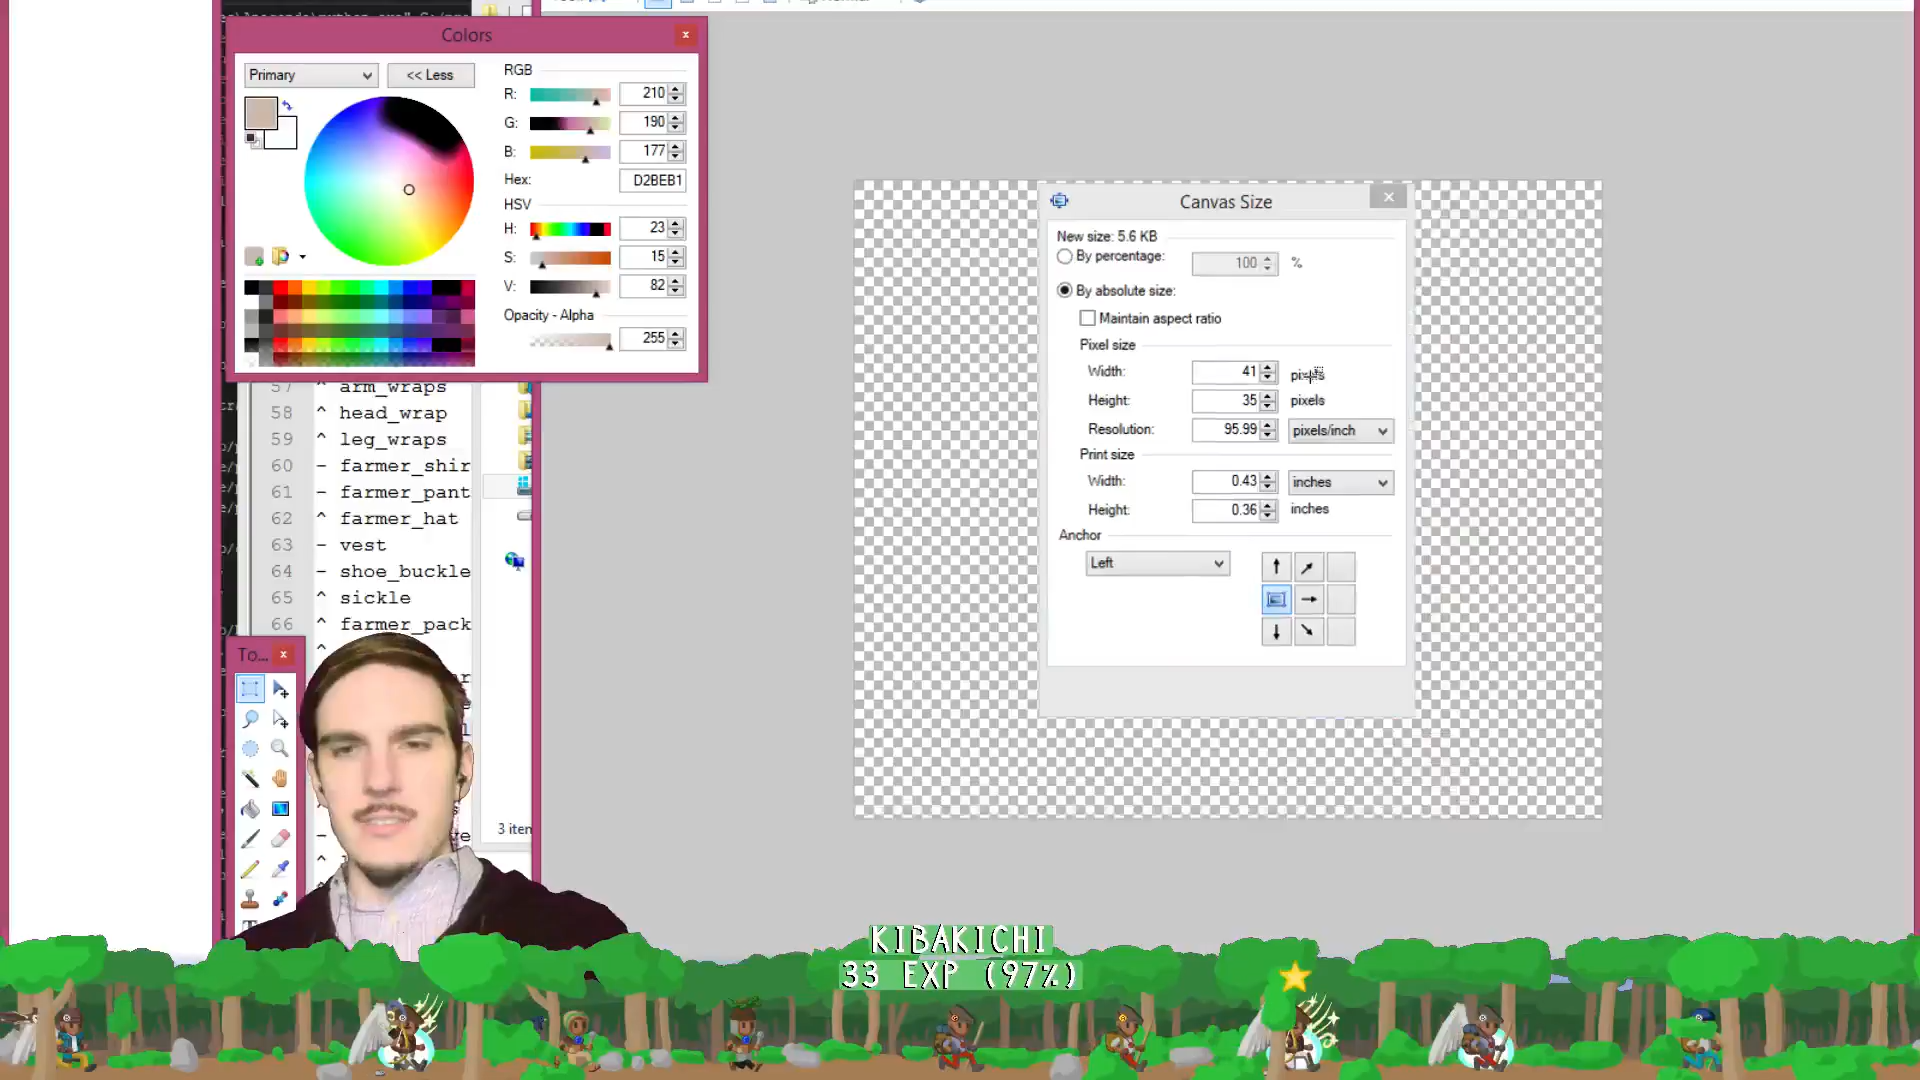 Colors
Primary
<< Less
RGB
R: 210
G: 190
B: 177
Hex: D2BEB1
HSV
H: 23
S: 15
V: 82
Opacity - Alpha
255
57 ^ arm_wraps
58 ^ head_wrap
59 ^ leg_wraps
60 - farmer_shir
61 - farmer_pant
62 ^ farmer_hat
63 - vest
64 - shoe_buckle
65 ^ sickle
66 ^ farmer_pack
3 iten
To...
Canvas Size
New size: 5.6 KB
By percentage: 100 %
By absolute size:
Maintain aspect ratio
Pixel size
Width: 41 pixels
Height: 35 pixels
Resolution: 95.99 pixels/inch
Print size
Width: 0.43 inches
Height: 0.36 inches
Anchor
Left
KIBAKICHI
33 EXP (97%)